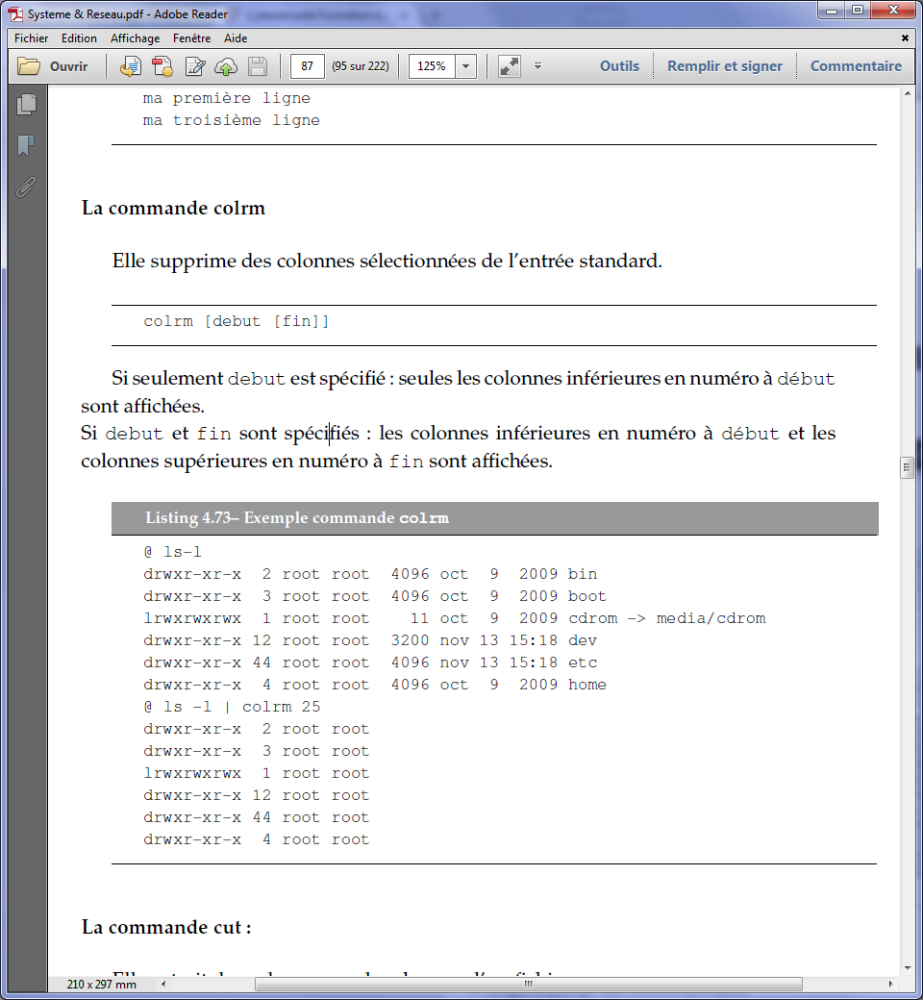 Systeme & Reseau.pdf - Adobe Reader
Fichier Edition Affichage Fenêtre Aide
Ouvrir 87 (95 sur 222) 125% Outils Remplir et signer Commentaire
ma première ligne
ma troisième ligne
La commande colrm
Elle supprime des colonnes sélectionnées de l'entrée standard.
colrm [debut [fin]]
Si seulement debut est spécifié : seules les colonnes inférieures en numéro à début
sont affichées.
Si debut et fin sont spécifiés : les colonnes inférieures en numéro à début et les
colonnes supérieures en numéro à fin sont affichées.
Listing 4.73– Exemple commande colrm
@ ls-l
drwxr-xr-x  2 root root  4096 oct  9  2009 bin
drwxr-xr-x  3 root root  4096 oct  9  2009 boot
lrwxrwxrwx  1 root root    11 oct  9  2009 cdrom -> media/cdrom
drwxr-xr-x 12 root root  3200 nov 13 15:18 dev
drwxr-xr-x 44 root root  4096 nov 13 15:18 etc
drwxr-xr-x  4 root root  4096 oct  9  2009 home
@ ls -l | colrm 25
drwxr-xr-x  2 root root
drwxr-xr-x  3 root root
lrwxrwxrwx  1 root root
drwxr-xr-x 12 root root
drwxr-xr-x 44 root root
drwxr-xr-x  4 root root
La commande cut :
210 x 297 mm